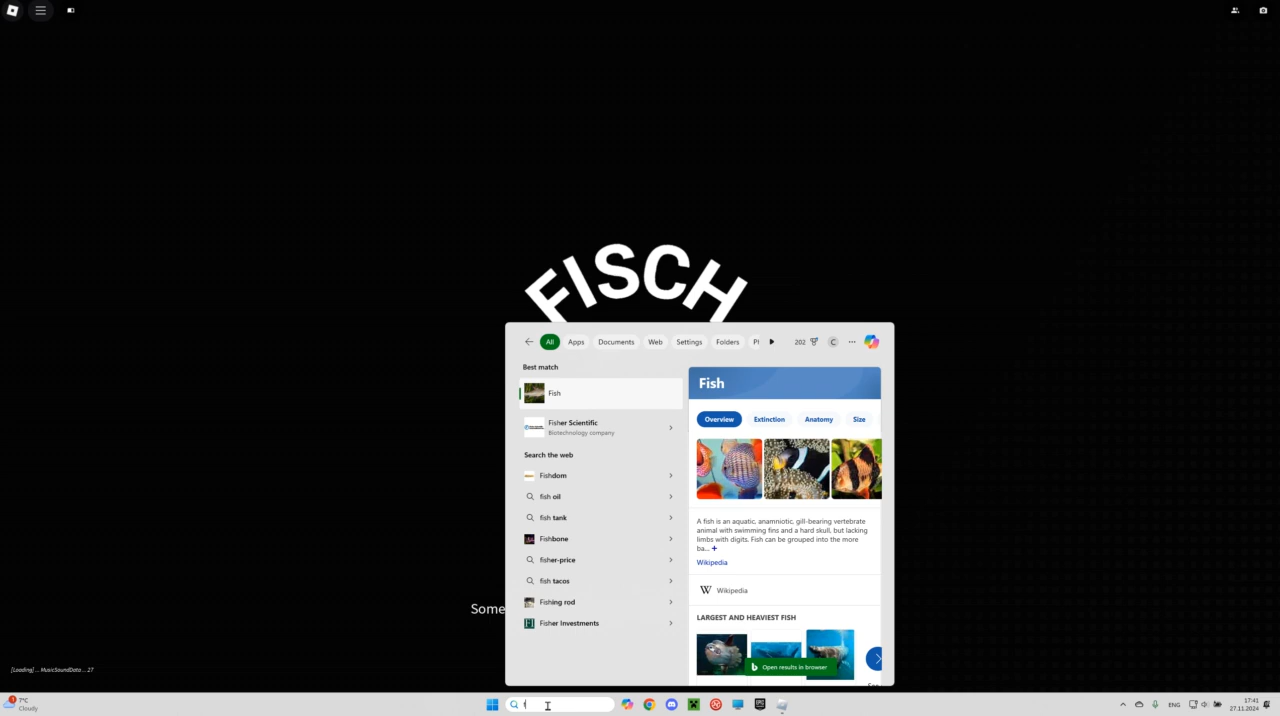 FISCH
All Apps Documents Web Settings Folders 202 C
Best match
Fish
Fisher Scientific
Biotechnology company
Search the web
Fishdom
fish oil
fish tank
Fishbone
fisher-price
fish tacos
Fishing rod
Fisher Investments
Fish
Overview Extinction Anatomy Size
A fish is an aquatic, anamniotic, gill-bearing vertebrate
animal with swimming fins and a hard skull, but lacking
limbs with digits. Fish can be grouped into the more
ba... +
Wikipedia
W Wikipedia
LARGEST AND HEAVIEST FISH
Open results in browser
Some
[Loading] ... MusicSoundData ... 27
1
7°C
Cloudy
ENG
17:41
27.11.2024